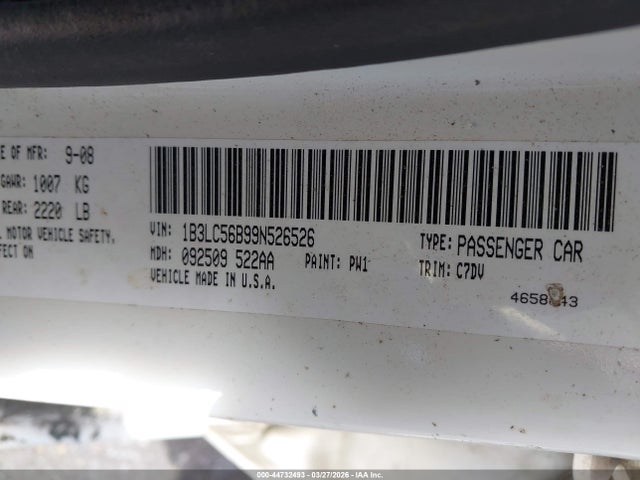 E OF MFR: 9-08
GAWR: 1007 KG
REAR: 2220 LB
MOTOR VEHICLE SAFETY,
FECT ON
VIN: 1B3LC56B99N526526
MDH: 092509 522AA
PAINT: PW1
VEHICLE MADE IN U.S.A.
TYPE: PASSENGER CAR
TRIM: C7DV
000-44732493 - 03/27/2026 - IAA Inc.